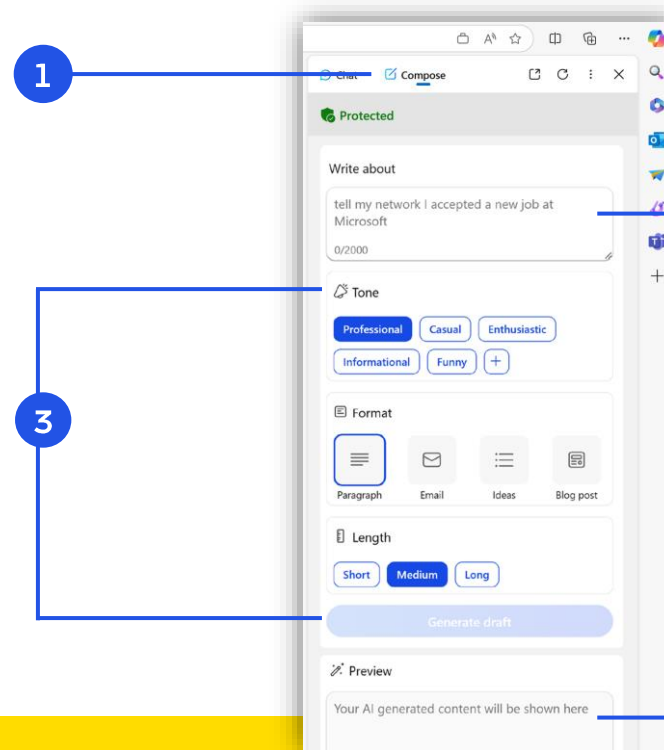 1
Chat Compose
Protected
Write about
tell my network I accepted a new job at
Microsoft
0/2000
3
Tone
Professional Casual Enthusiastic
Informational Funny +
Format
Paragraph Email Ideas Blog post
Length
Short Medium Long
Generate draft
Preview
Your AI generated content will be shown here